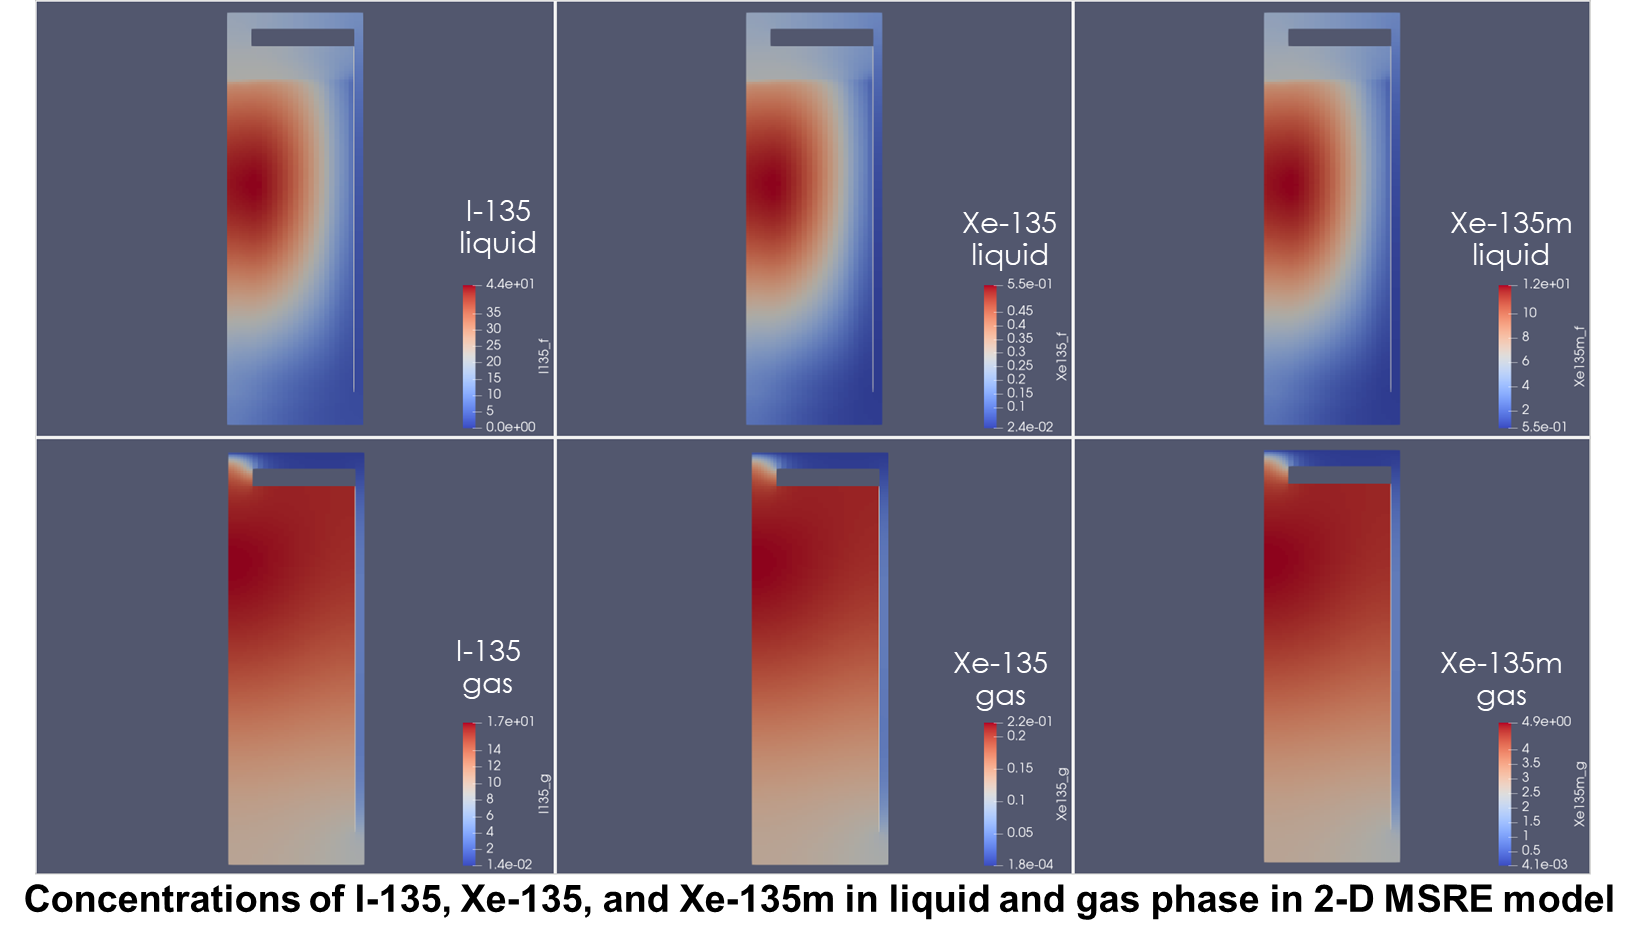 I-135
liquid
4.4e+01
35
30
25
20
15
10
5
0.0e+00
I135_f
Xe-135
liquid
5.5e-01
0.45
0.4
0.35
0.3
0.25
0.2
0.15
0.1
2.4e-02
Xe135_f
Xe-135m
liquid
1.2e+01
10
8
6
4
2
5.5e-01
Xe135m_f
I-135
gas
1.7e+01
14
12
10
8
6
4
2
1.4e-02
I135_g
Xe-135
gas
2.2e-01
0.2
0.15
0.1
0.05
1.8e-04
Xe135_g
Xe-135m
gas
4.9e+00
4
3.5
3
2.5
2
1.5
1
0.5
4.1e-03
Xe135m_g
Concentrations of I-135, Xe-135, and Xe-135m in liquid and gas phase in 2-D MSRE model